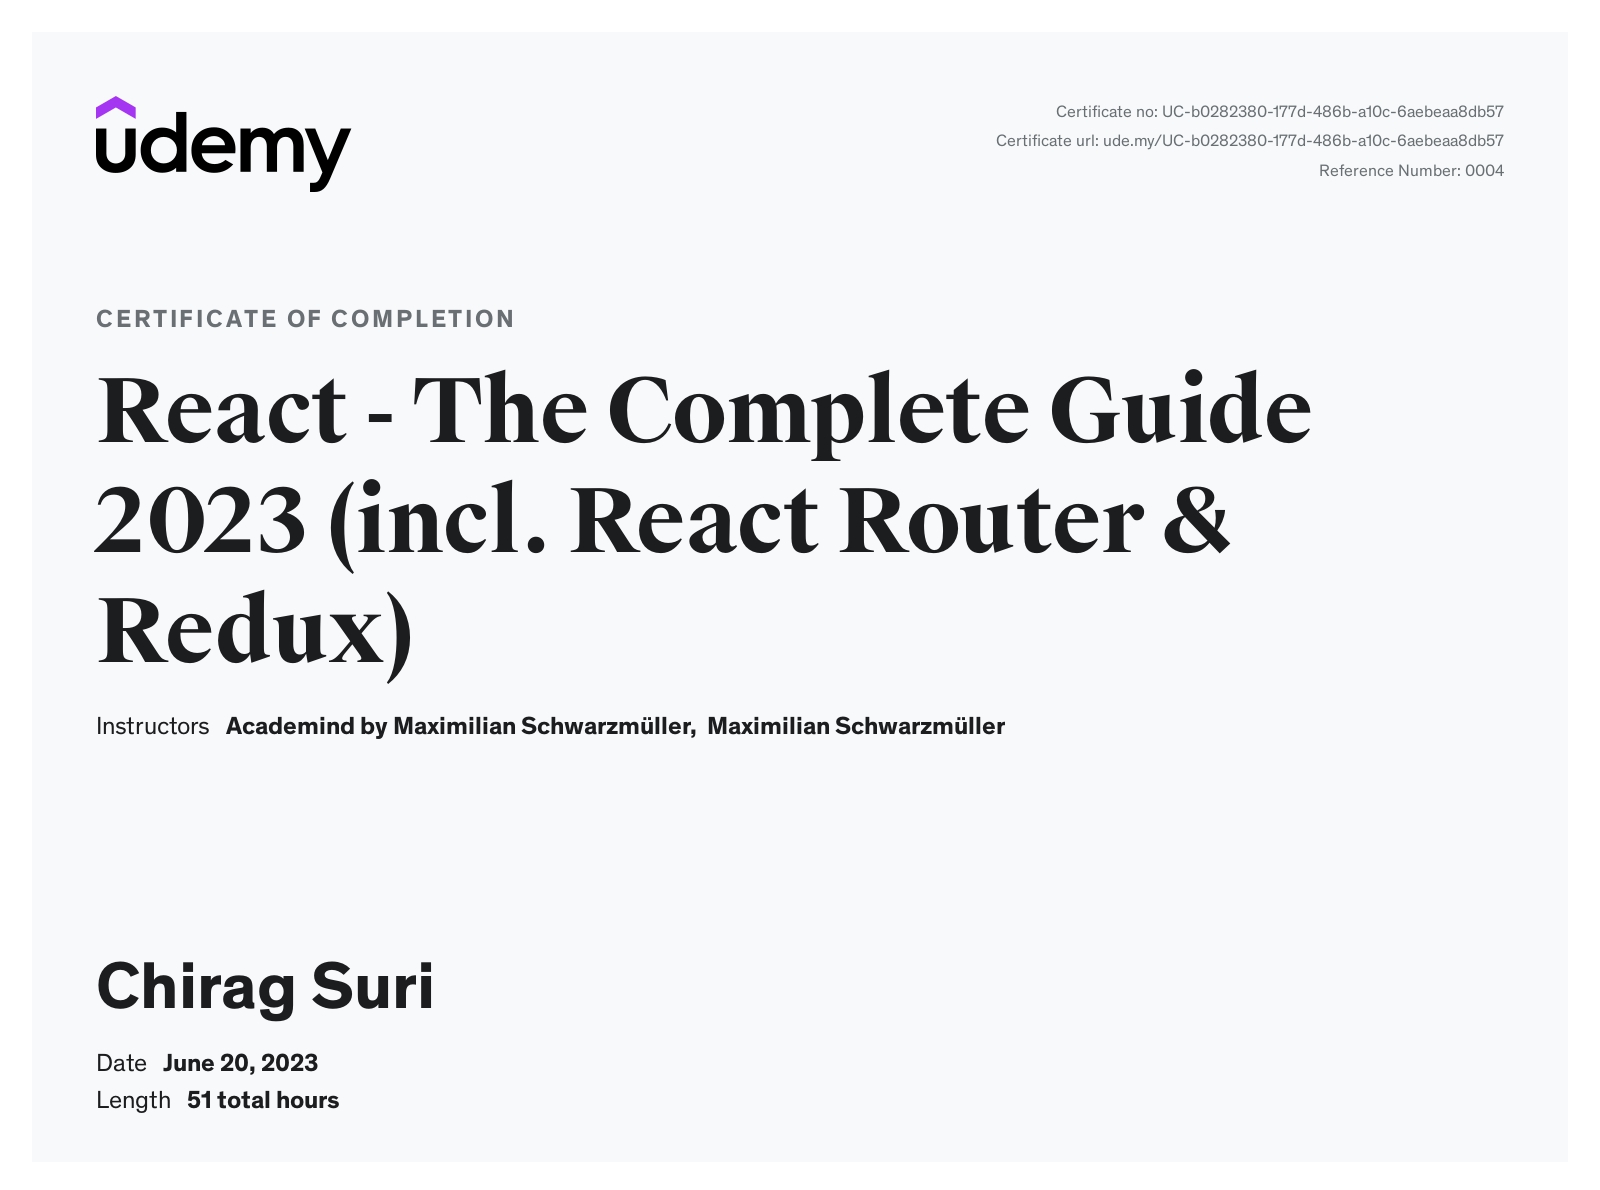 udemy
Certificate no: UC-b0282380-177d-486b-a10c-6aebeaa8db57
Certificate url: ude.my/UC-b0282380-177d-486b-a10c-6aebeaa8db57
Reference Number: 0004
CERTIFICATE OF COMPLETION
React - The Complete Guide
2023 (incl. React Router &
Redux)
Instructors Academind by Maximilian Schwarzmüller, Maximilian Schwarzmüller
Chirag Suri
Date June 20, 2023
Length 51 total hours